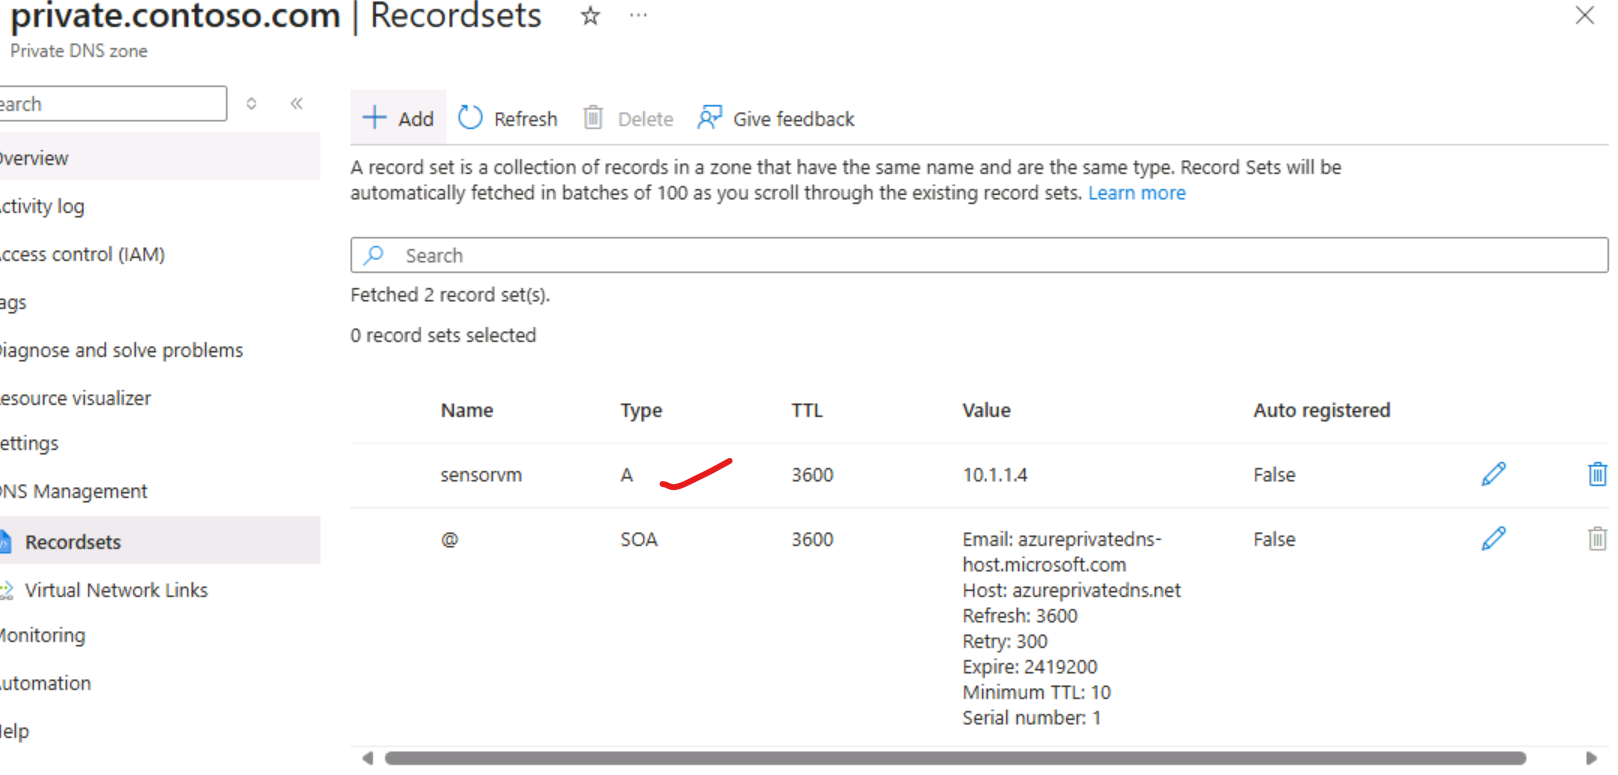 private.contoso.com | Recordsets
Private DNS zone
earch
Overview
ctivity log
ccess control (IAM)
ags
iagnose and solve problems
esource visualizer
ettings
NS Management
Recordsets
Virtual Network Links
Monitoring
utomation
elp
Add Refresh Delete Give feedback
A record set is a collection of records in a zone that have the same name and are the same type. Record Sets will be
automatically fetched in batches of 100 as you scroll through the existing record sets. Learn more
Search
Fetched 2 record set(s).
0 record sets selected
Name Type TTL Value Auto registered
sensorvm A 3600 10.1.1.4 False
@ SOA 3600 Email: azureprivatedns- False
host.microsoft.com
Host: azureprivatedns.net
Refresh: 3600
Retry: 300
Expire: 2419200
Minimum TTL: 10
Serial number: 1